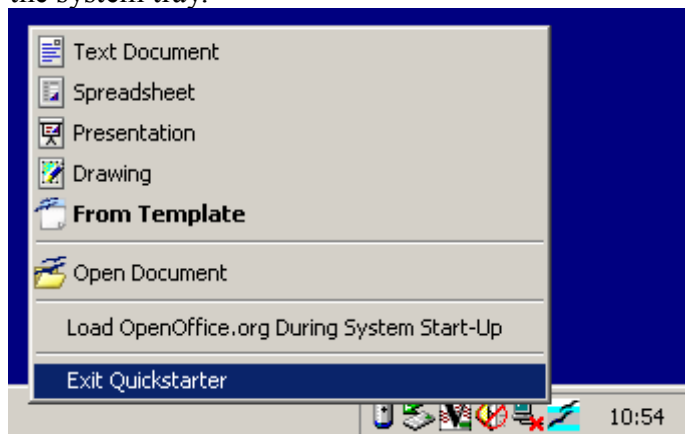 the system tray.
Text Document
Spreadsheet
Presentation
Drawing
From Template
Open Document
Load OpenOffice.org During System Start-Up
Exit Quickstarter
10:54